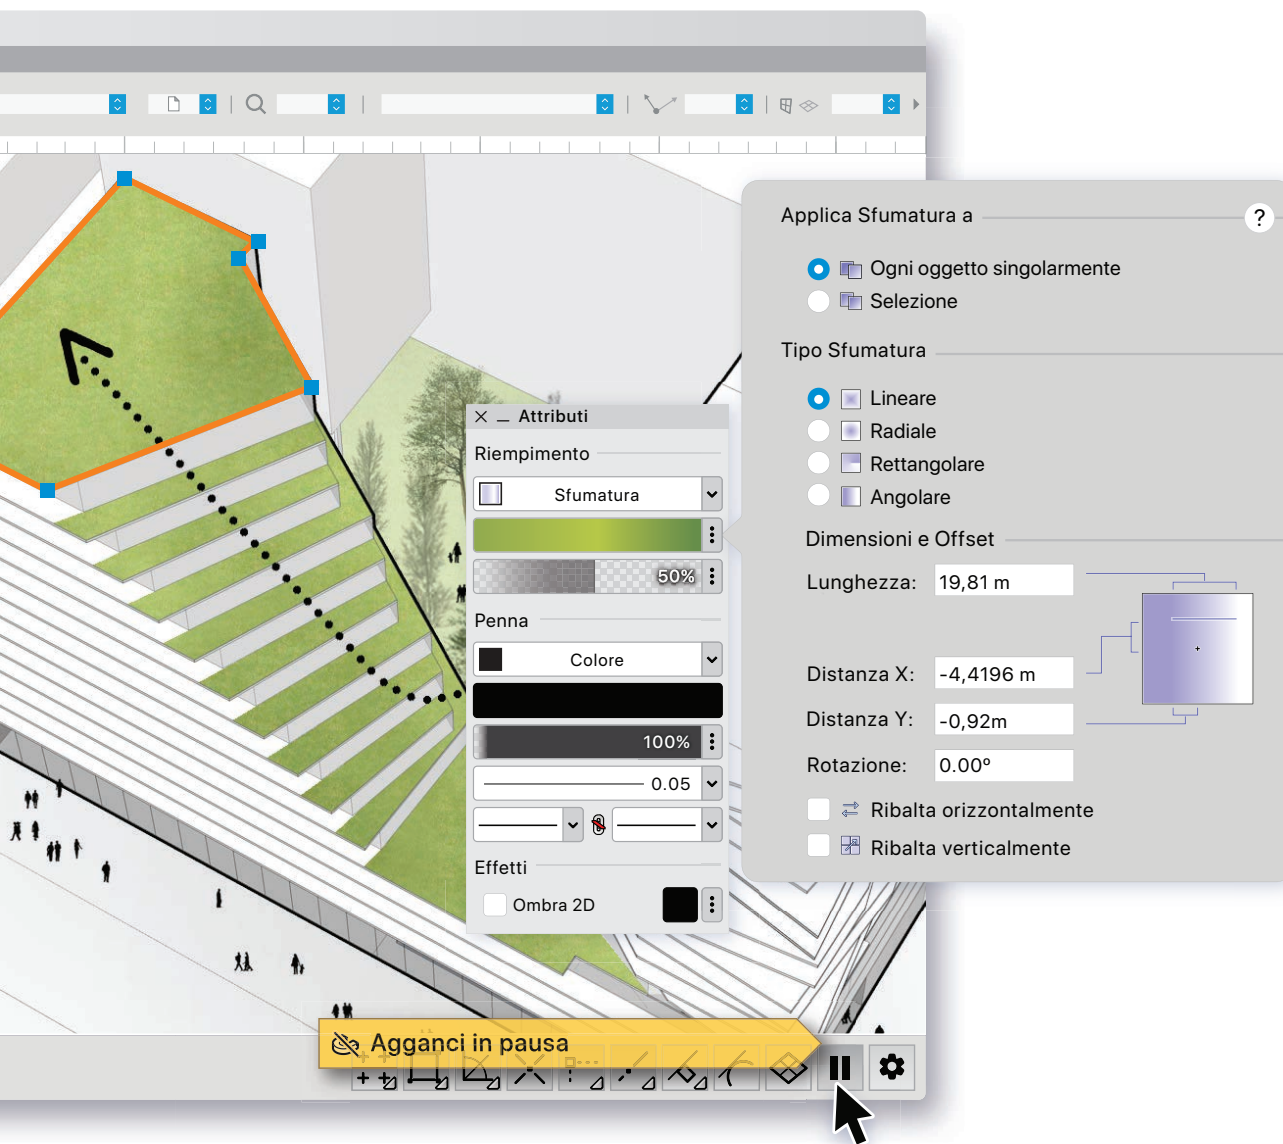 Applica Sfumatura a
?
Ogni oggetto singolarmente
Selezione
Tipo Sfumatura
Lineare
Radiale
Rettangolare
Angolare
Dimensioni e Offset
Lunghezza: 19,81 m
Distanza X: -4,4196 m
Distanza Y: -0,92m
Rotazione: 0.00º
Ribalta orizzontalmente
Ribalta verticalmente
Attributi
Riempimento
Sfumatura
50%
Penna
Colore
100%
0.05
Effetti
Ombra 2D
Agganci in pausa